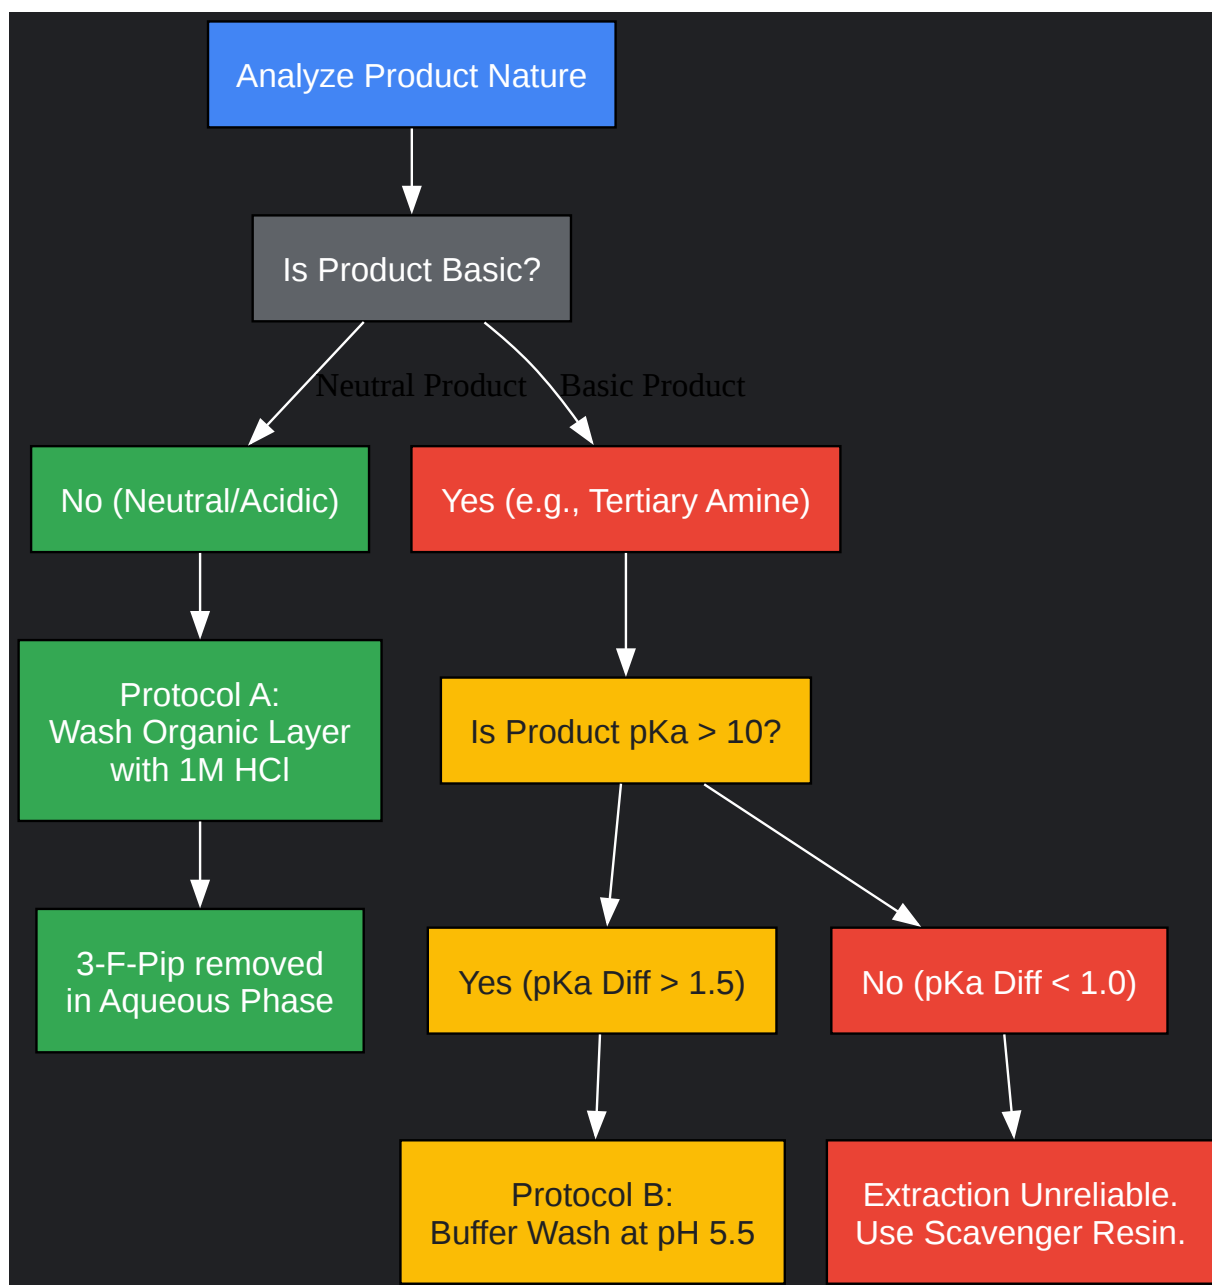 Analyze Product Nature
Is Product Basic?
Neutral Product
Basic Product
No (Neutral/Acidic)
Yes (e.g., Tertiary Amine)
Protocol A:
Wash Organic Layer
with 1M HCl
Is Product pKa > 10?
3-F-Pip removed
in Aqueous Phase
Yes (pKa Diff > 1.5)
No (pKa Diff < 1.0)
Protocol B:
Buffer Wash at pH 5.5
Extraction Unreliable.
Use Scavenger Resin.